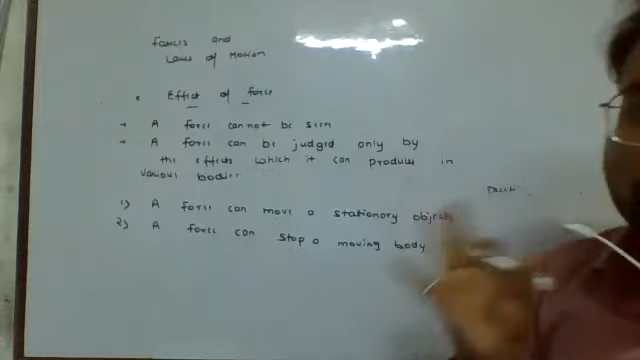 Forces and
Laws of Motion
• Effect of force
→ A force cannot be seen
→ A force can be judged only by
the effects which it can produce in
various bodies
1) A force can move a stationary object
2) A force can stop a moving body